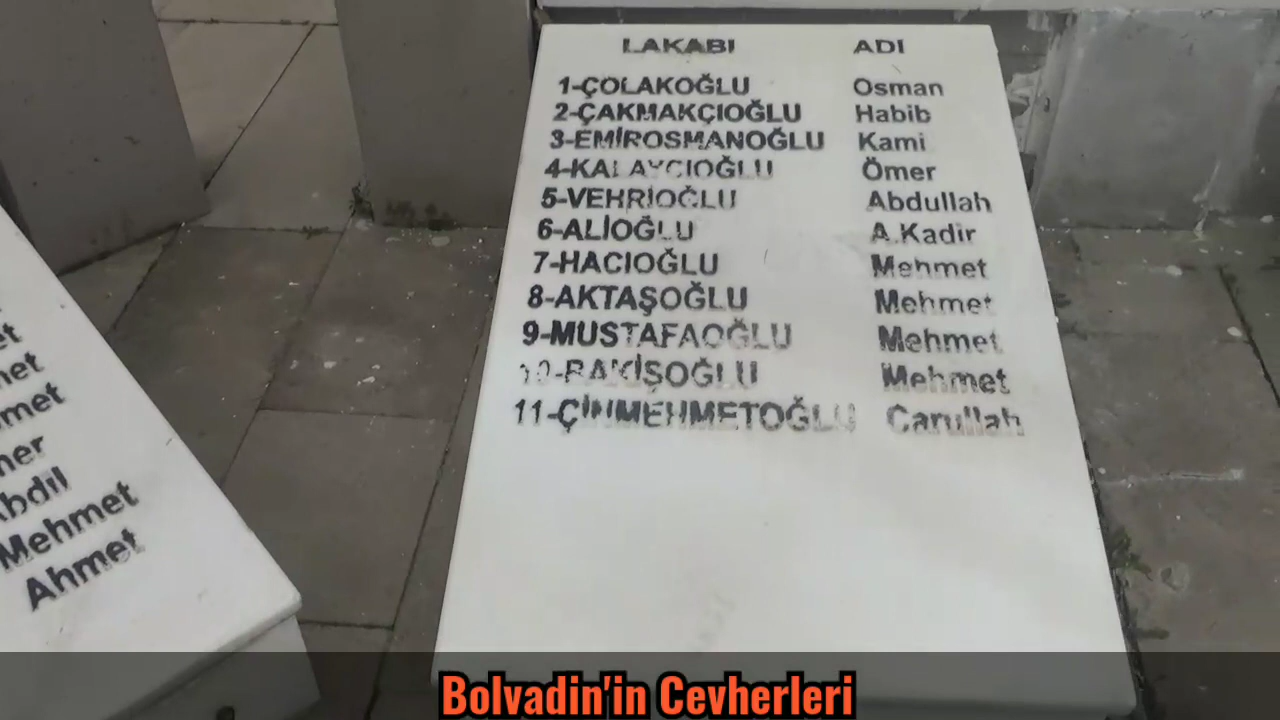 LAKABI ADI
1-ÇOLAKOĞLU Osman
2-ÇAKMAKÇIOĞLU Habib
3-EMİROSMANOĞLU Kami
4-KALAYCIOĞLU Ömer
5-VEHRİOĞLU Abdullah
6-ALİOĞLU A.Kadir
7-HACIOĞLU Mehmet
8-AKTAŞOĞLU Mehmet
9-MUSTAFAOĞLU Mehmet
10- Mehmet
11-ÇİNMEHMETOĞLU Carullah
Mehmet
Ahmet
Bolvadin'in Cevherleri